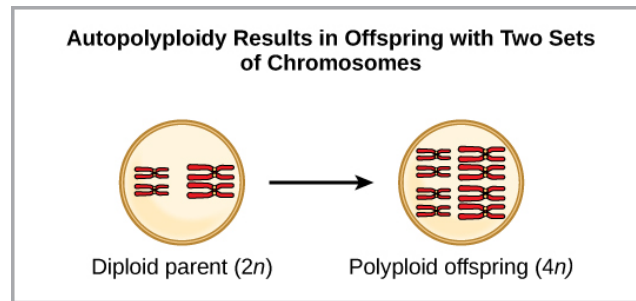 Autopolyploidy Results in Offspring with Two Sets
of Chromosomes
Diploid parent (2n)
Polyploid offspring (4n)